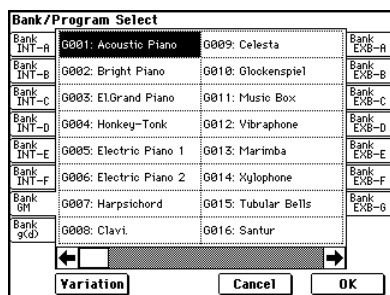 Bank/Program Select
Bank INT-A
Bank INT-B
Bank INT-C
Bank INT-D
Bank INT-E
Bank INT-F
Bank GM
Bank g(d)
G001: Acoustic Piano
G002: Bright Piano
G003: El.Grand Piano
G004: Honkey-Tonk
G005: Electric Piano 1
G006: Electric Piano 2
G007: Harpsichord
G008: Clavi.
G009: Celesta
G010: Glockenspiel
G011: Music Box
G012: Vibraphone
G013: Marimba
G014: Xylophone
G015: Tubular Bells
G016: Santur
Bank EXB-A
Bank EXB-B
Bank EXB-C
Bank EXB-D
Bank EXB-E
Bank EXB-F
Bank EXB-G
Variation
Cancel
OK